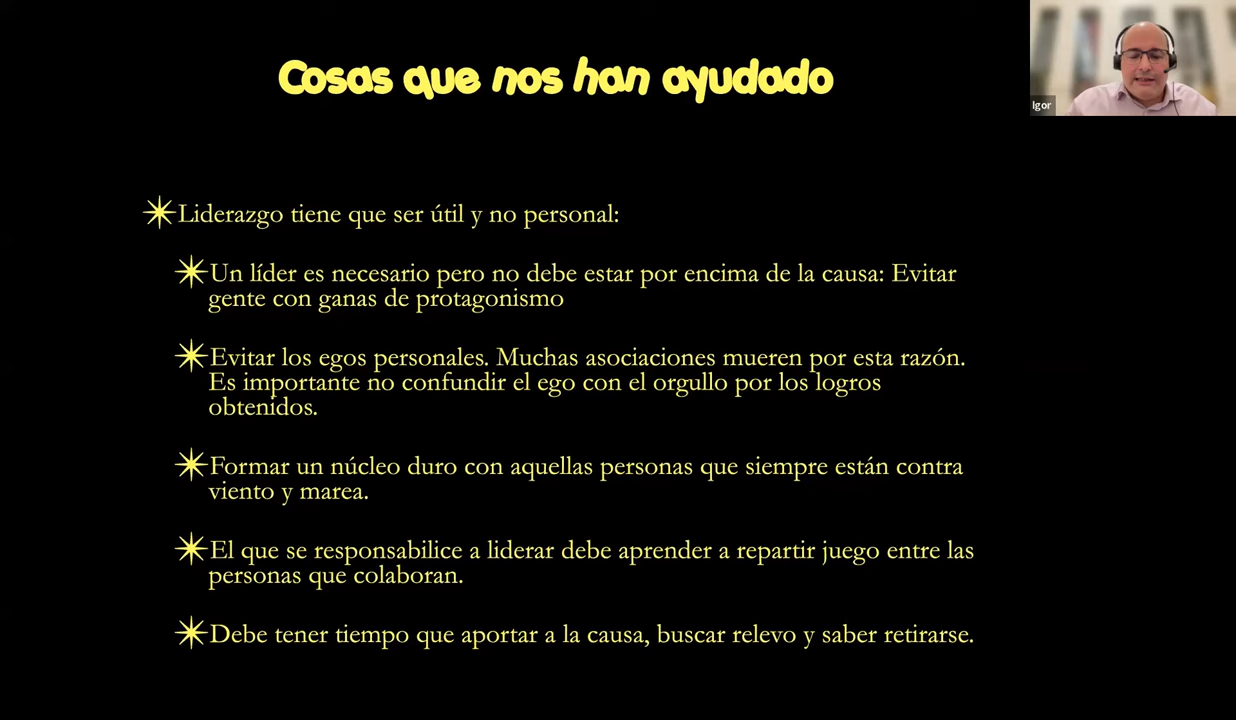 Cosas que nos han ayudado
Igor
Liderazgo tiene que ser útil y no personal:
Un líder es necesario pero no debe estar por encima de la causa: Evitar
gente con ganas de protagonismo
Evitar los egos personales. Muchas asociaciones mueren por esta razón.
Es importante no confundir el ego con el orgullo por los logros
obtenidos.
Formar un núcleo duro con aquellas personas que siempre están contra
viento y marea.
El que se responsabilice a liderar debe aprender a repartir juego entre las
personas que colaboran.
Debe tener tiempo que aportar a la causa, buscar relevo y saber retirarse.